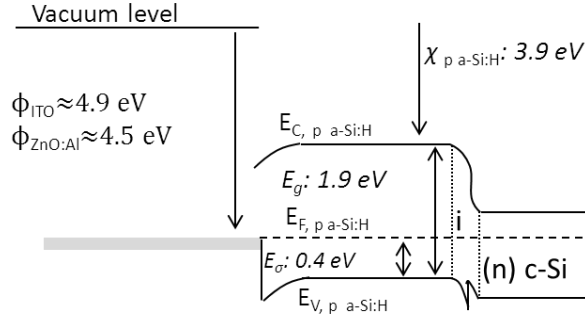 Vacuum level
χ p a-Si:H: 3.9 eV
ϕITO≈4.9 eV
ϕZnO:Al≈4.5 eV
EC, p a-Si:H
Eg: 1.9 eV
EF, p a-Si:H
i
Eσ: 0.4 eV
(n) c-Si
EV, p a-Si:H